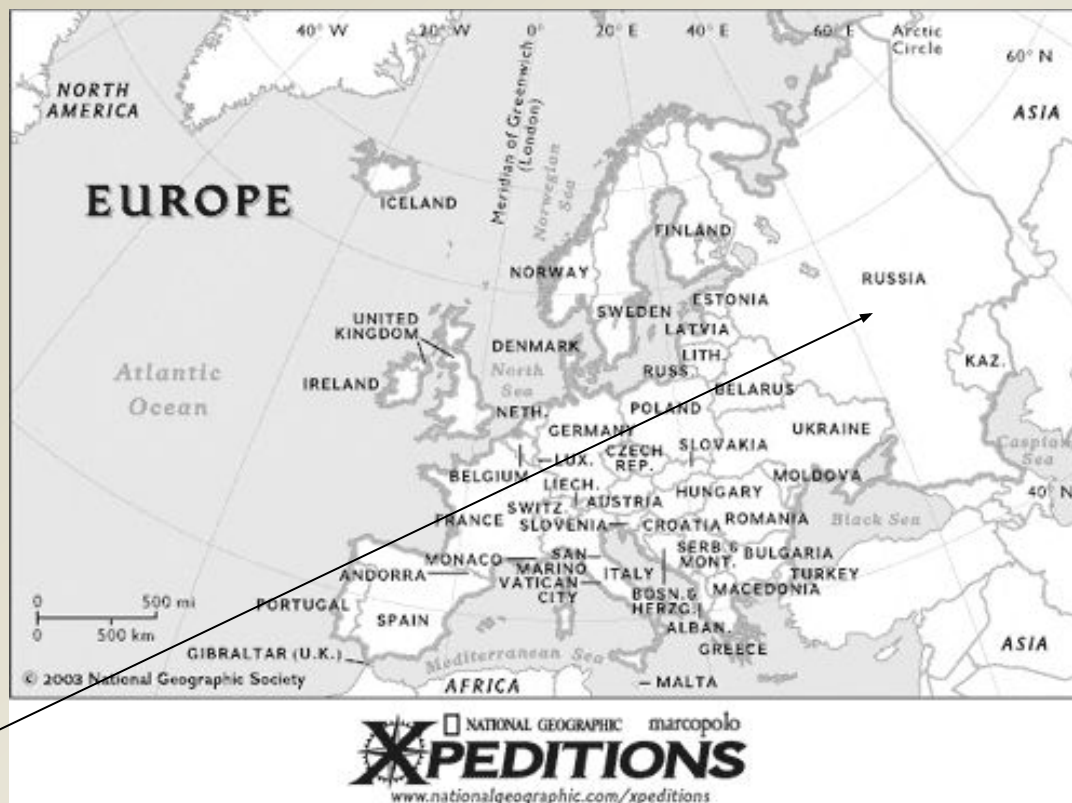 40° W
20° W
0°
20° E
40° E
60° E
Arctic
Circle
60° N
NORTH
AMERICA
ASIA
Meridian of Greenwich
(London)
Norwegian
Sea
EUROPE
ICELAND
FINLAND
NORWAY
RUSSIA
SWEDEN
ESTONIA
UNITED
KINGDOM
LATVIA
DENMARK
LITH.
KAZ.
Atlantic
Ocean
North
Sea
RUSS.
IRELAND
BELARUS
NETH.
POLAND
GERMANY
UKRAINE
CZECH
REP.
SLOVAKIA
LUX.
BELGIUM
LIECH.
MOLDOVA
Caspian
Sea
AUSTRIA
HUNGARY
40° N
SWITZ.
FRANCE
SLOVENIA
CROATIA
ROMANIA
Black Sea
MONACO
SAN
MARINO
SERB. &
MONT.
BULGARIA
ANDORRA
VATICAN
CITY
ITALY
TURKEY
MACEDONIA
BOSN. &
HERZG.
0 500 mi
0 500 km
PORTUGAL
SPAIN
ALBAN.
GREECE
ASIA
GIBRALTAR (U.K.)
Mediterranean Sea
© 2003 National Geographic Society
AFRICA
MALTA
NATIONAL GEOGRAPHIC marcopolo
XPEDITIONS
www.nationalgeographic.com/xpeditions